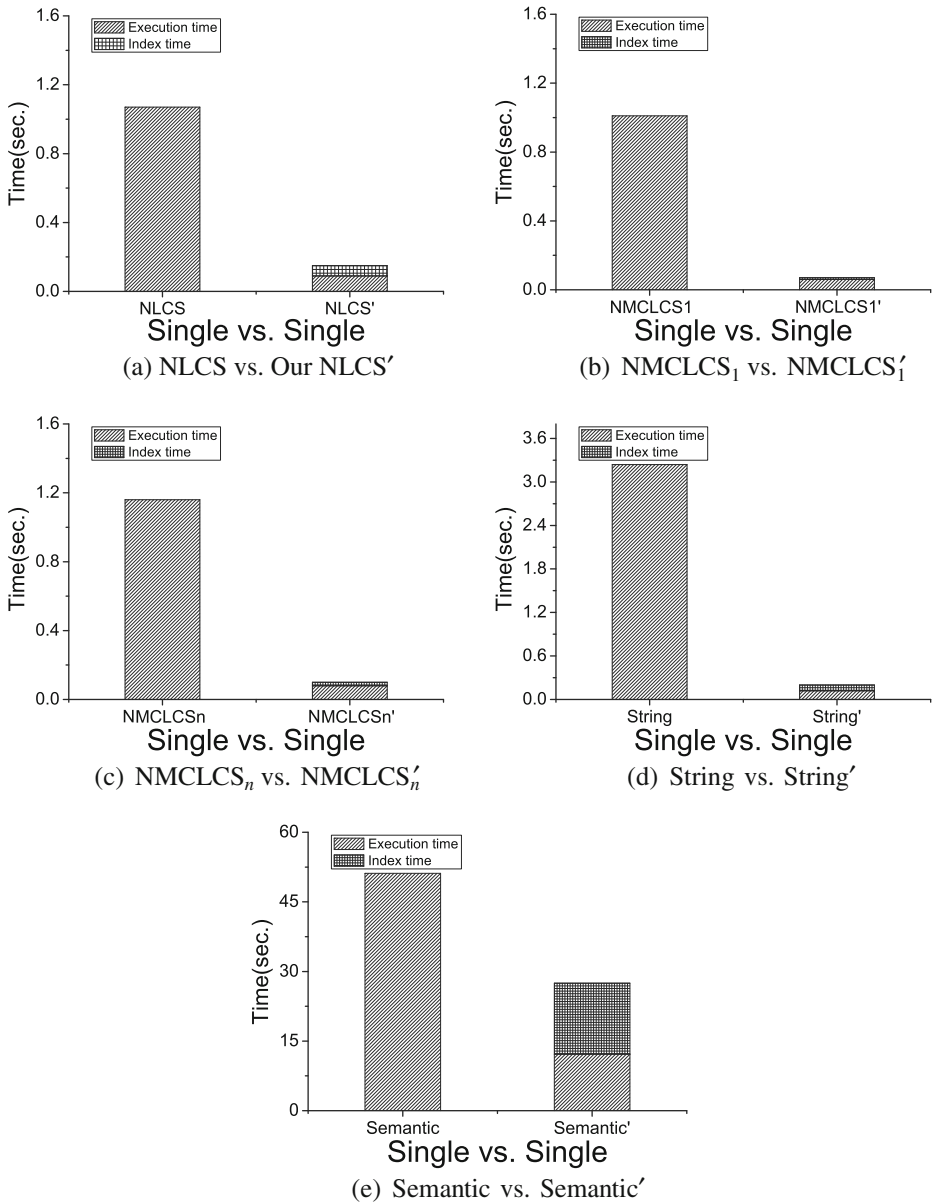 1.6
1.2
0.8
0.4
0.0
Time(sec.)
Execution time
Index time
NLCS
NLCS'
Single vs. Single
(a) NLCS vs. Our NLCS′
1.6
1.2
0.8
0.4
0.0
Time(sec.)
Execution time
Index time
NMCLCS1
NMCLCS1'
Single vs. Single
(b) NMCLCS₁ vs. NMCLCS₁′
1.6
1.2
0.8
0.4
0.0
Time(sec.)
Execution time
Index time
NMCLCSn
NMCLCSn'
Single vs. Single
(c) NMCLCSₙ vs. NMCLCSₙ′
3.6
3.0
2.4
1.8
1.2
0.6
0.0
Time(sec.)
Execution time
Index time
String
String'
Single vs. Single
(d) String vs. String′
60
45
30
15
0
Time(sec.)
Execution time
Index time
Semantic
Semantic'
Single vs. Single
(e) Semantic vs. Semantic′